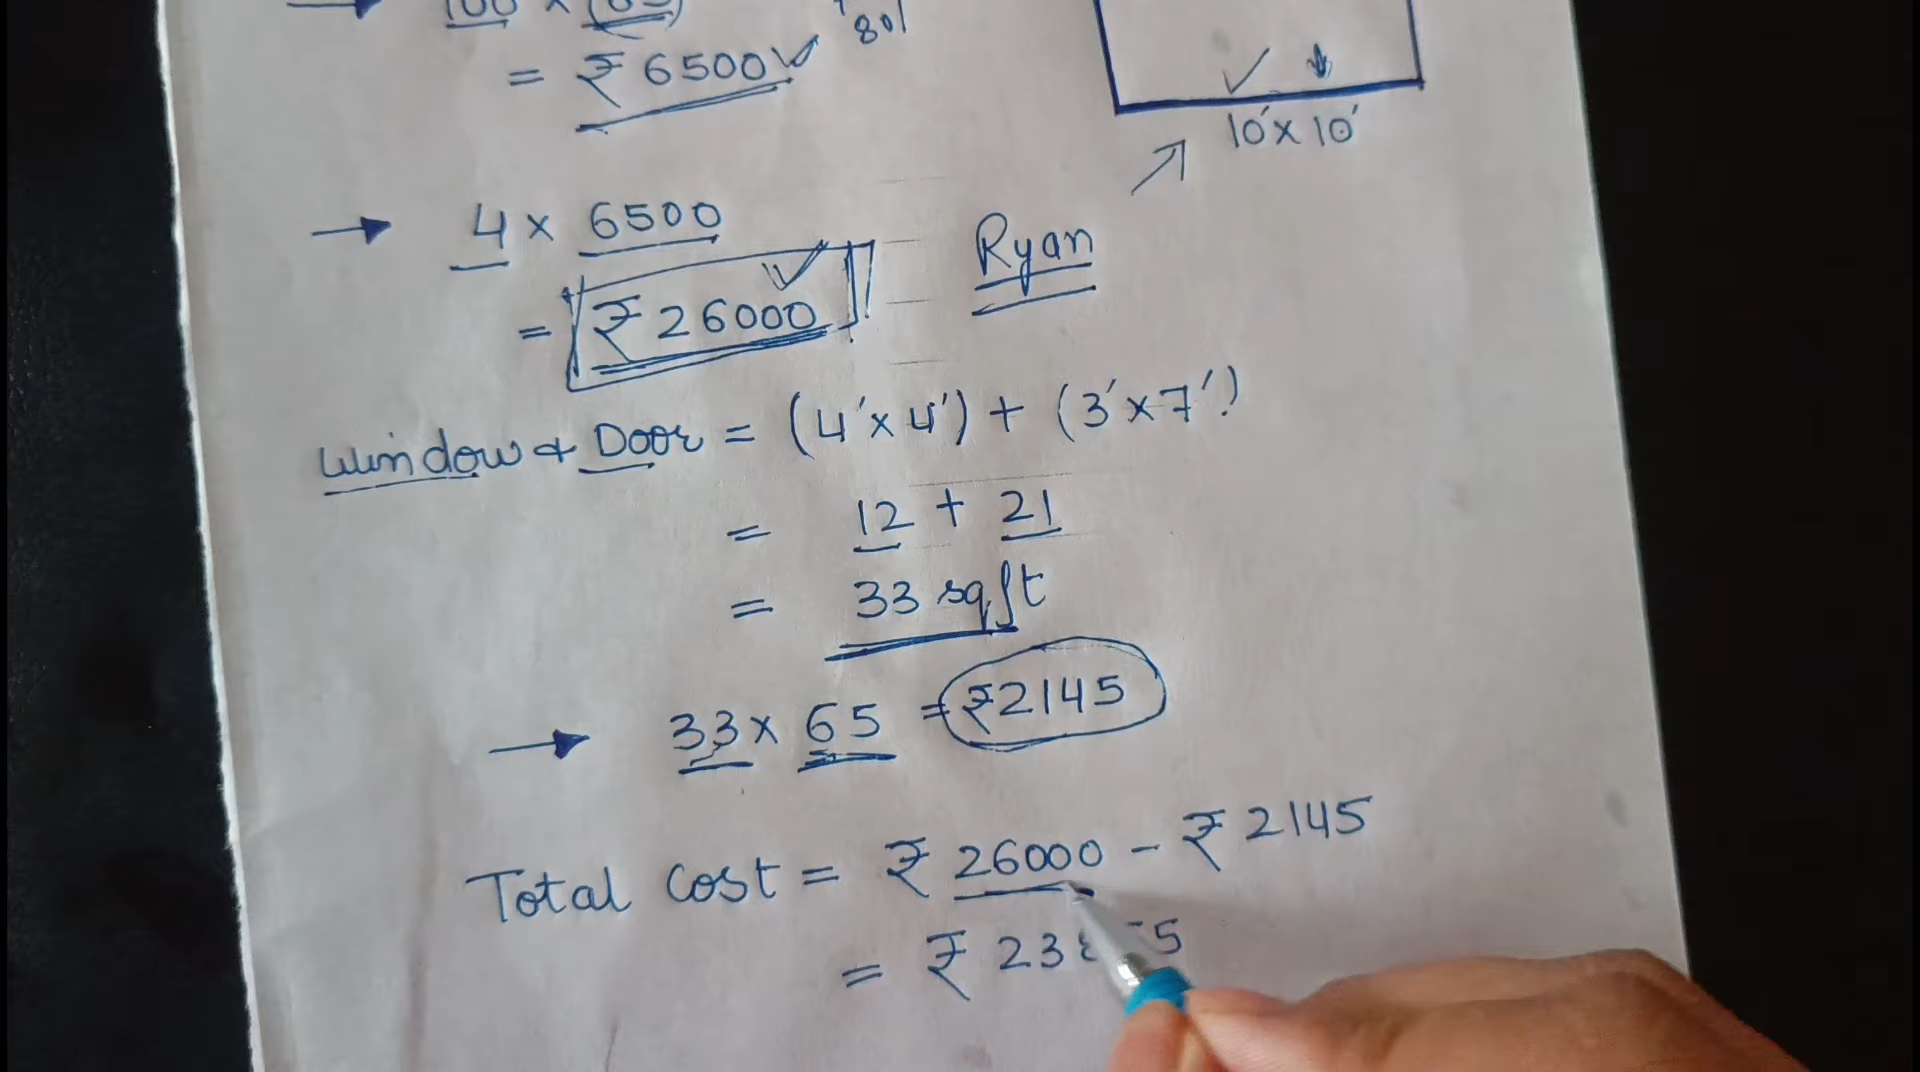 = ₹ 6500
80/
10' x 10'
4 x 6500
= ₹ 26000
Ryan
Window & Door = (4' x 4') + (3' x 7')
= 12 + 21
= 33 sqft
33 x 65 = ₹2145
Total Cost = ₹ 26000 - ₹ 2145